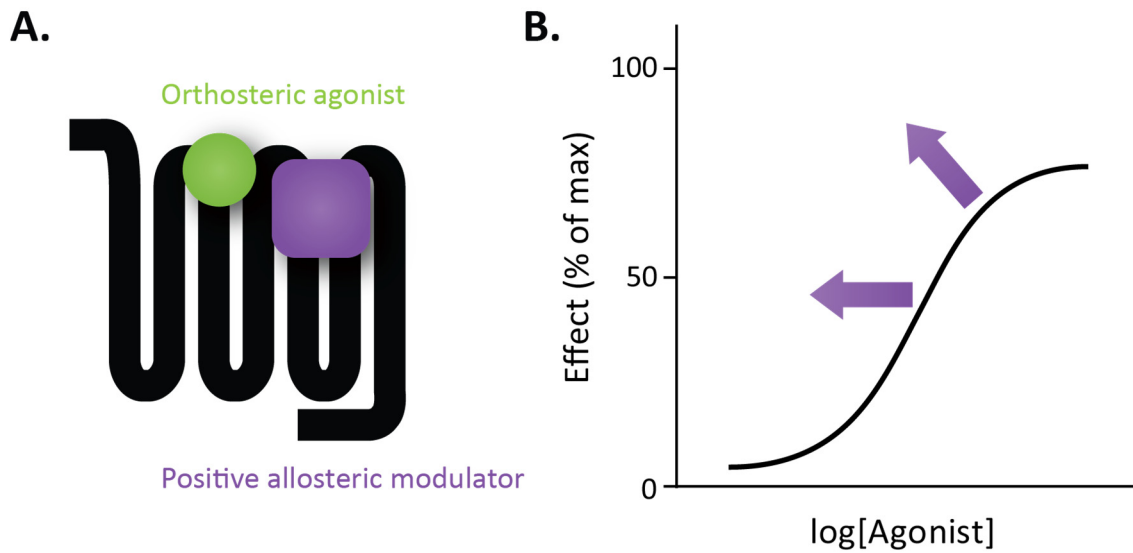 A.
Orthosteric agonist
Positive allosteric modulator
B.
100
50
0
Effect (% of max)
log[Agonist]